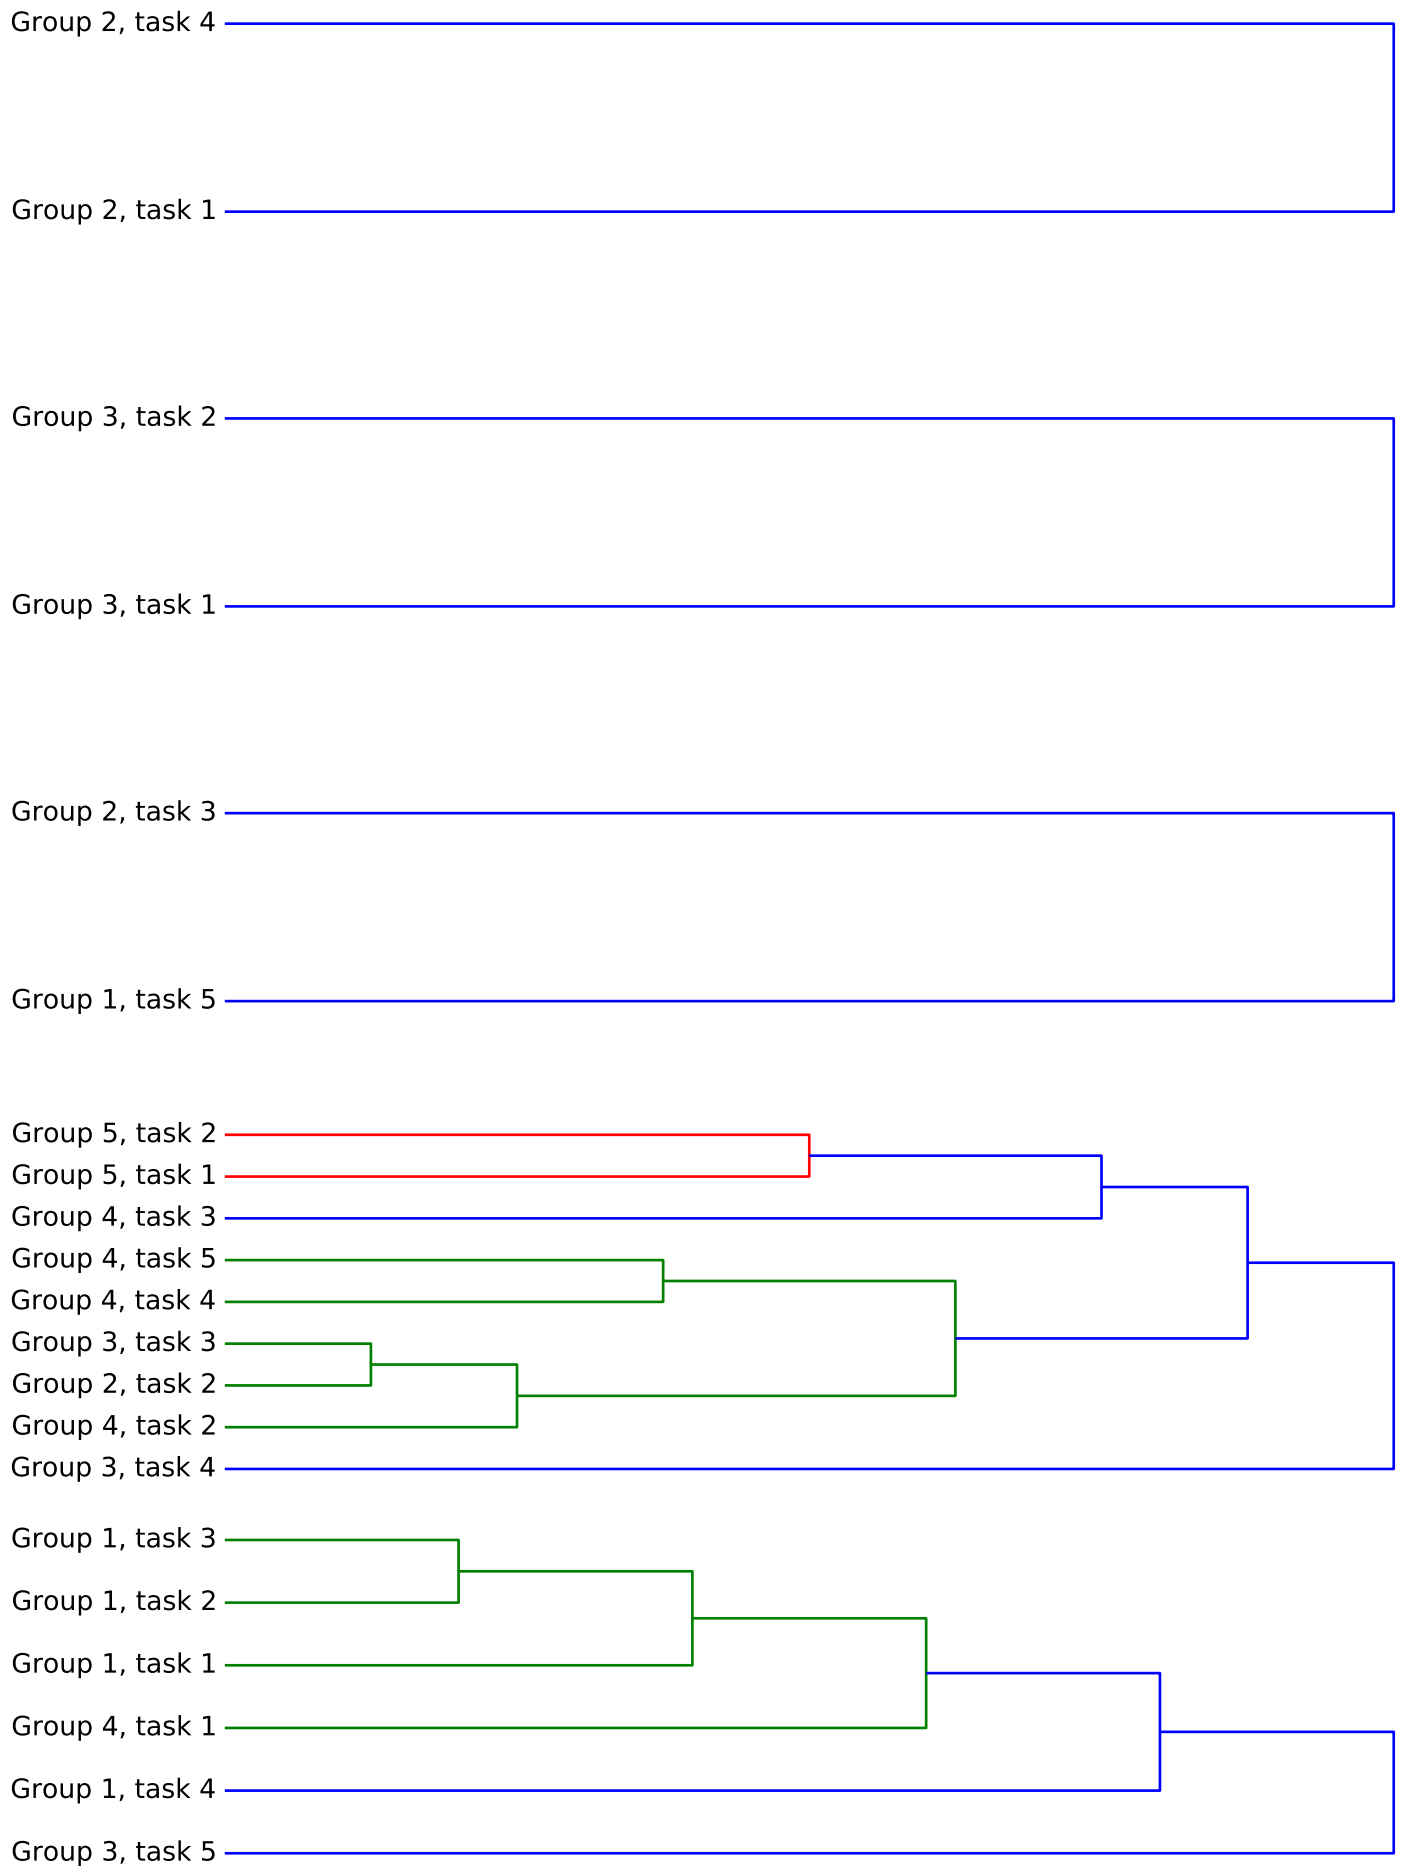 Group 2, task 4
Group 2, task 1
Group 3, task 2
Group 3, task 1
Group 2, task 3
Group 1, task 5
Group 5, task 2
Group 5, task 1
Group 4, task 3
Group 4, task 5
Group 4, task 4
Group 3, task 3
Group 2, task 2
Group 4, task 2
Group 3, task 4
Group 1, task 3
Group 1, task 2
Group 1, task 1
Group 4, task 1
Group 1, task 4
Group 3, task 5